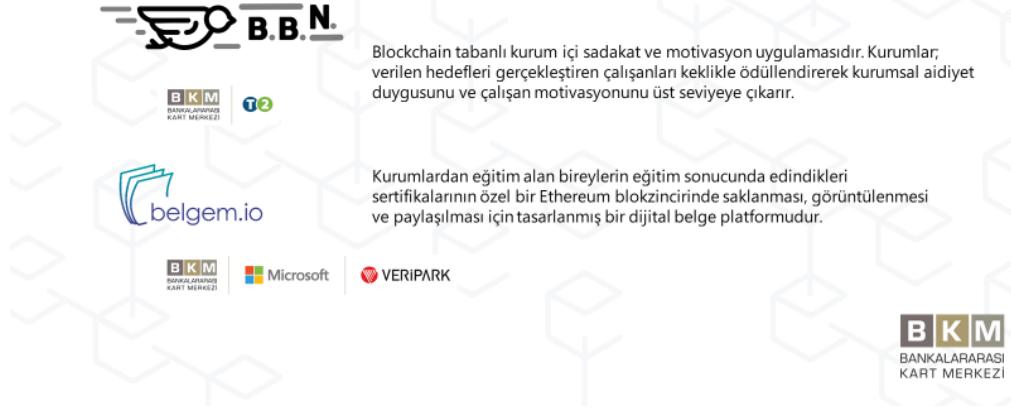 B.B.N.
Blockchain tabanlı kurum içi sadakat ve motivasyon uygulamasıdır. Kurumlar;
verilen hedefleri gerçekleştiren çalışanları keklikle ödüllendirerek kurumsal aidiyet
duygusunu ve çalışan motivasyonunu üst seviyeye çıkarır.
BKM
BANKALARARASI
KART MERKEZİ
T2
belgem.io
Kurumlardan eğitim alan bireylerin eğitim sonucunda edindikleri
sertifikalarının özel bir Ethereum blokzincirinde saklanması, görüntülenmesi
ve paylaşılması için tasarlanmış bir dijital belge platformudur.
BKM
BANKALARARASI
KART MERKEZİ
Microsoft
VERİPARK
BKM
BANKALARARASI
KART MERKEZİ